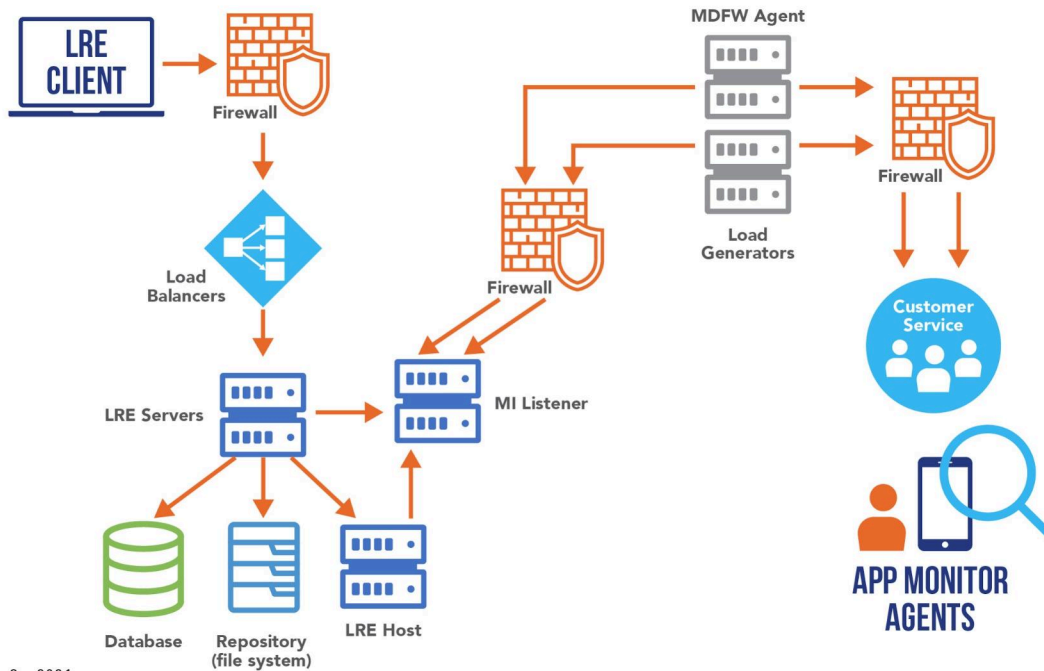 LRE
CLIENT
Firewall
Load
Balancers
LRE Servers
MI Listener
Database
Repository
(file system)
LRE Host
Firewall
MDFW Agent
Load
Generators
Firewall
Customer
Service
APP MONITOR
AGENTS